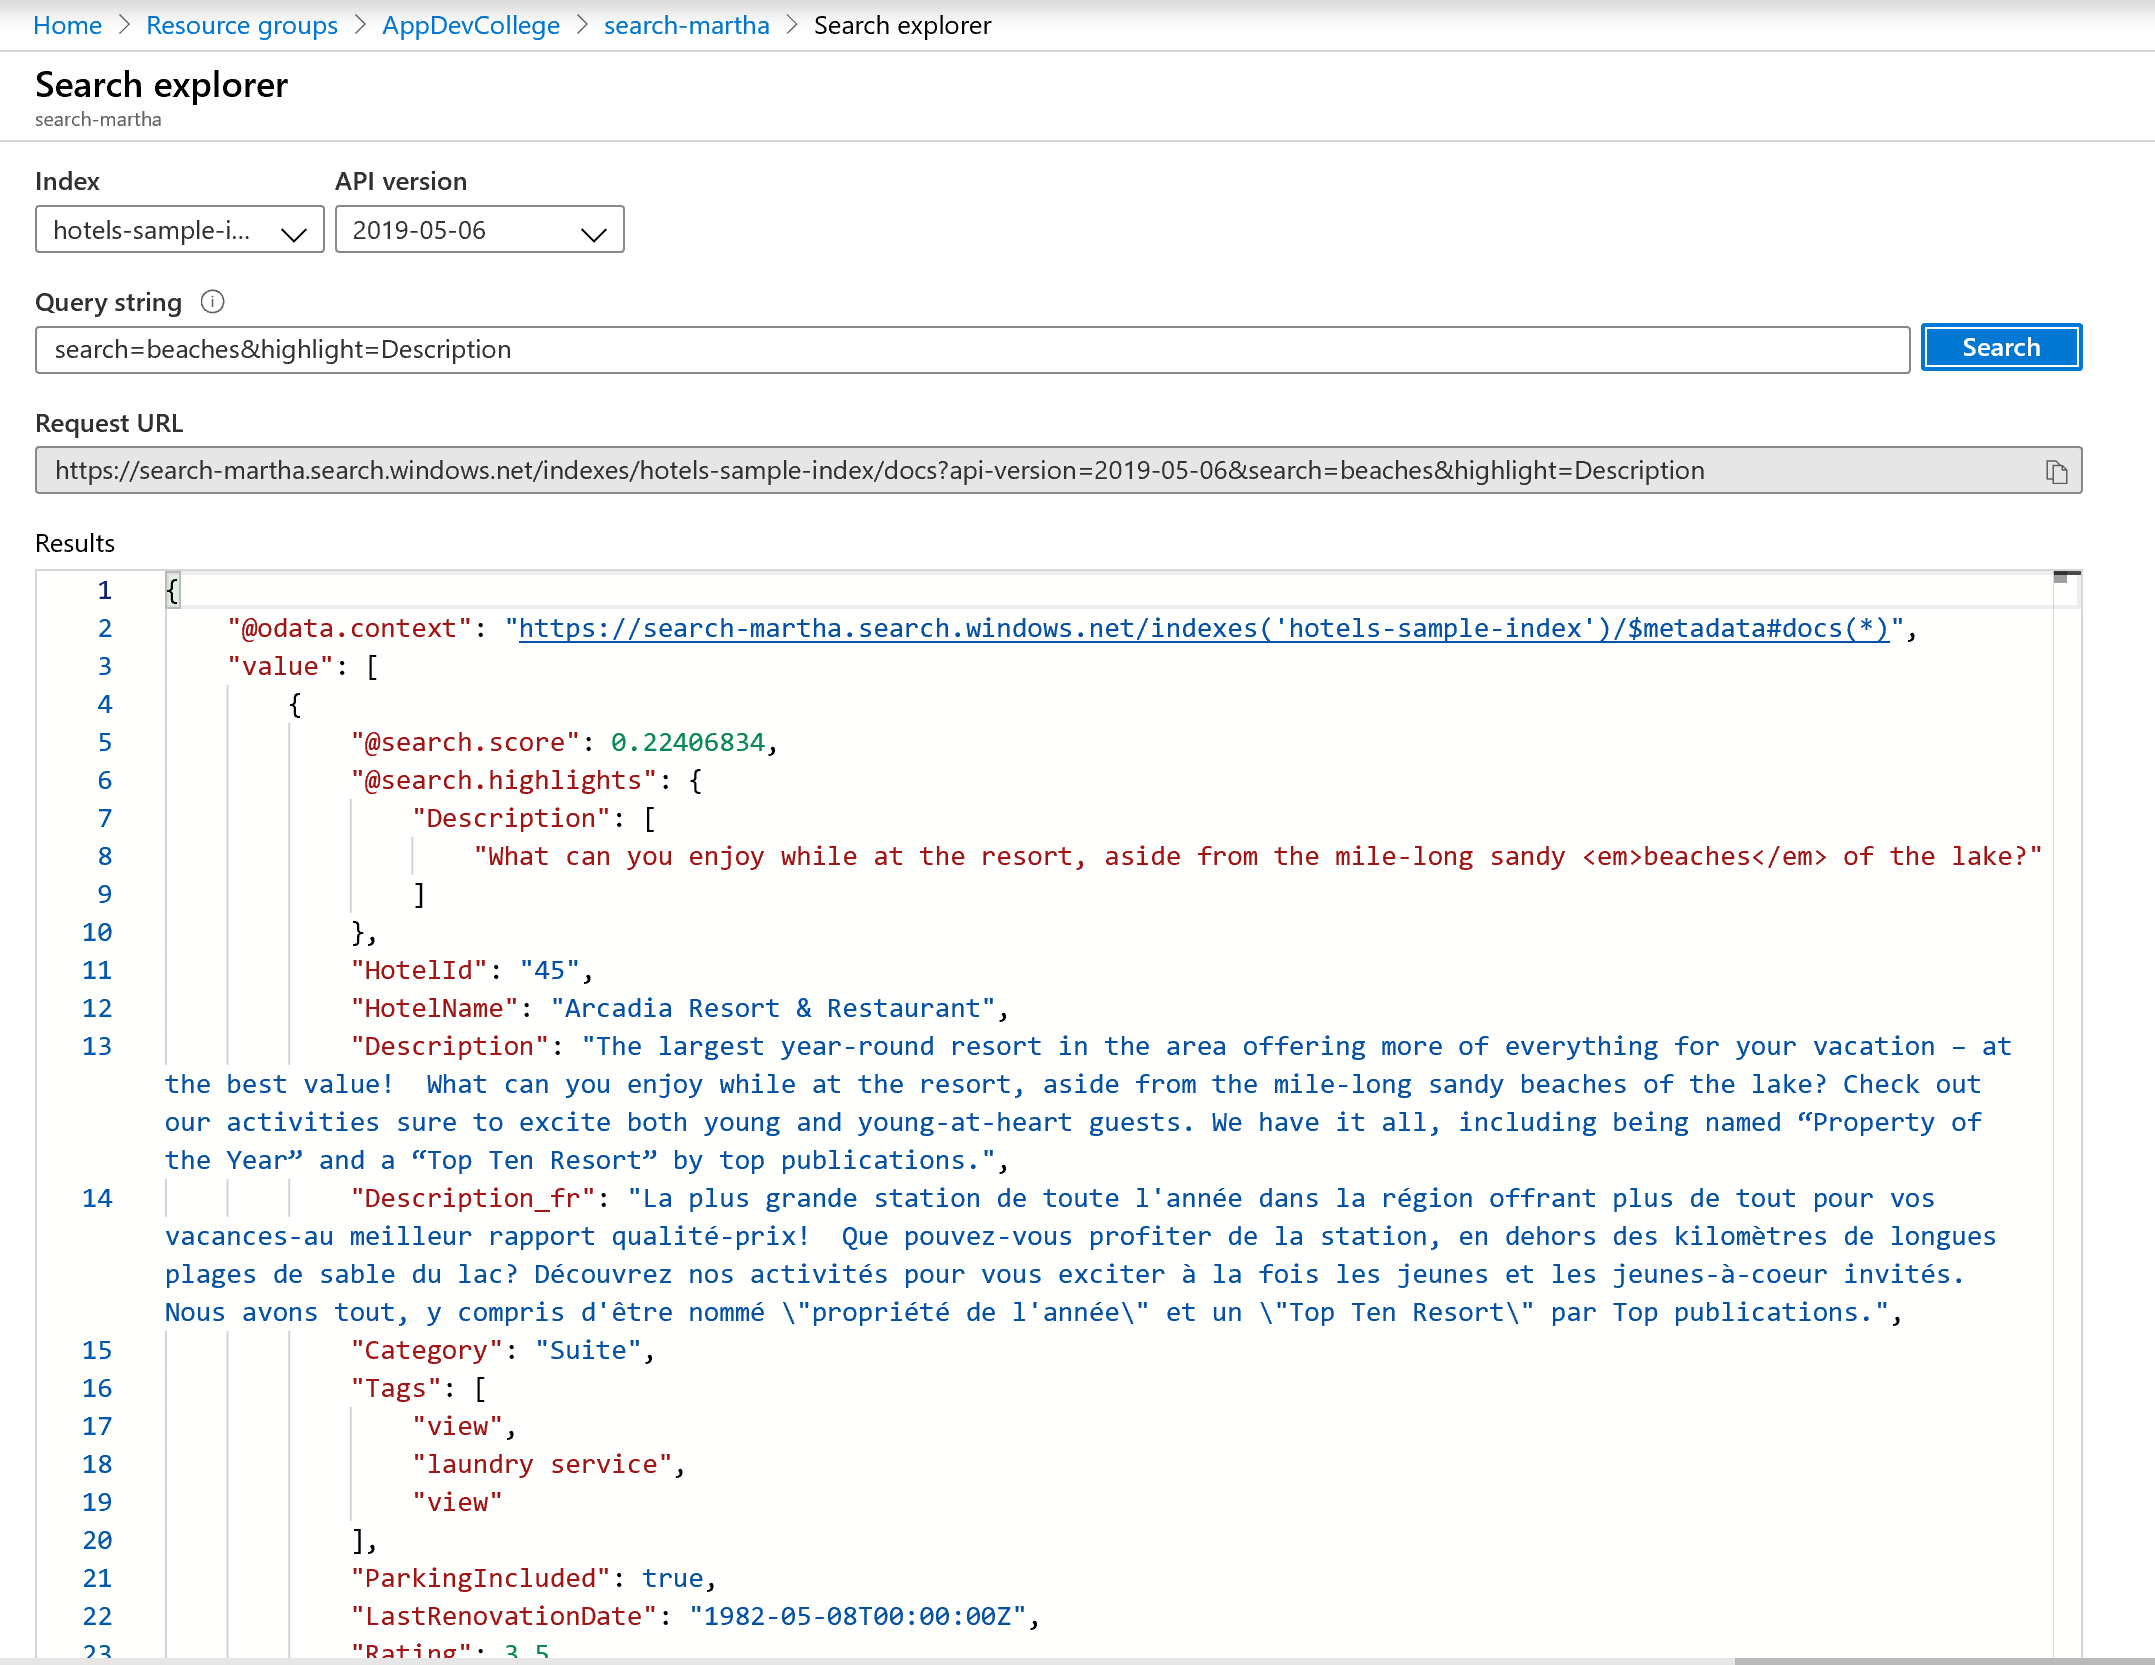 Home > Resource groups > AppDevCollege > search-martha > Search explorer
Search explorer
search-martha
Index API version
hotels-sample-i... 2019-05-06
Query string
search=beaches&highlight=Description Search
Request URL
https://search-martha.search.windows.net/indexes/hotels-sample-index/docs?api-version=2019-05-06&search=beaches&highlight=Description
Results
1 {
2 "@odata.context": "https://search-martha.search.windows.net/indexes('hotels-sample-index')/$metadata#docs(*)",
3 "value": [
4 {
5 "@search.score": 0.22406834,
6 "@search.highlights": {
7 "Description": [
8 "What can you enjoy while at the resort, aside from the mile-long sandy <em>beaches</em> of the lake?"
9 ]
10 },
11 "HotelId": "45",
12 "HotelName": "Arcadia Resort & Restaurant",
13 "Description": "The largest year-round resort in the area offering more of everything for your vacation – at
the best value!  What can you enjoy while at the resort, aside from the mile-long sandy beaches of the lake? Check out
our activities sure to excite both young and young-at-heart guests. We have it all, including being named “Property of
the Year” and a “Top Ten Resort” by top publications.",
14 "Description_fr": "La plus grande station de toute l'année dans la région offrant plus de tout pour vos
vacances-au meilleur rapport qualité-prix!  Que pouvez-vous profiter de la station, en dehors des kilomètres de longues
plages de sable du lac? Découvrez nos activités pour vous exciter à la fois les jeunes et les jeunes-à-coeur invités.
Nous avons tout, y compris d'être nommé \"propriété de l'année\" et un \"Top Ten Resort\" par Top publications.",
15 "Category": "Suite",
16 "Tags": [
17 "view",
18 "laundry service",
19 "view"
20 ],
21 "ParkingIncluded": true,
22 "LastRenovationDate": "1982-05-08T00:00:00Z",
23 "Rating": 3.5